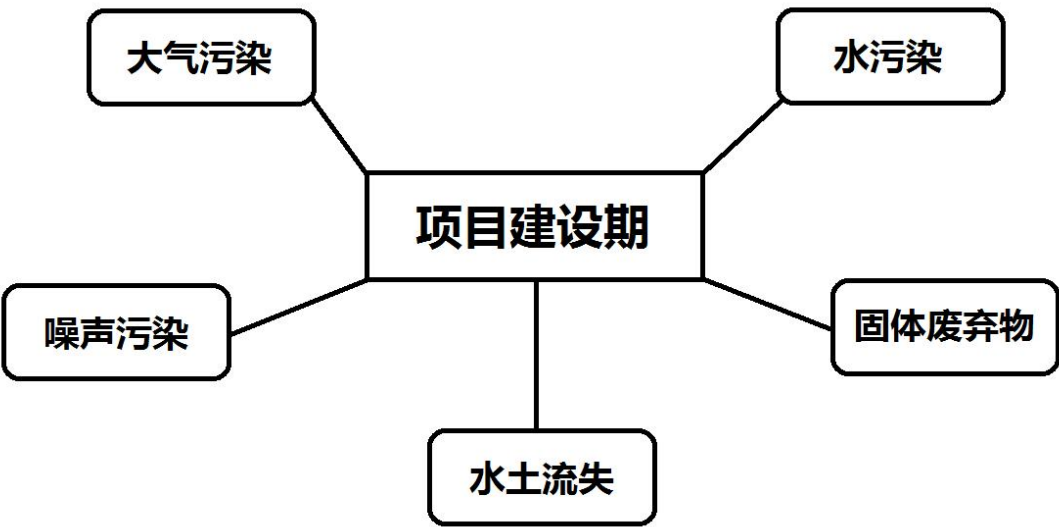 大气污染
水污染
项目建设期
噪声污染
固体废弃物
水土流失